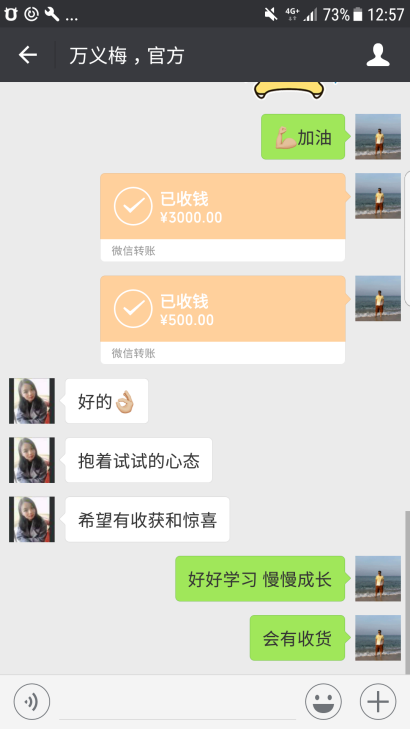 ... 4G+ 73% 12:57
万义梅，官方
💪加油
已收钱
¥3000.00
微信转账
已收钱
¥500.00
微信转账
好的👌
抱着试试的心态
希望有收获和惊喜
好好学习 慢慢成长
会有收货